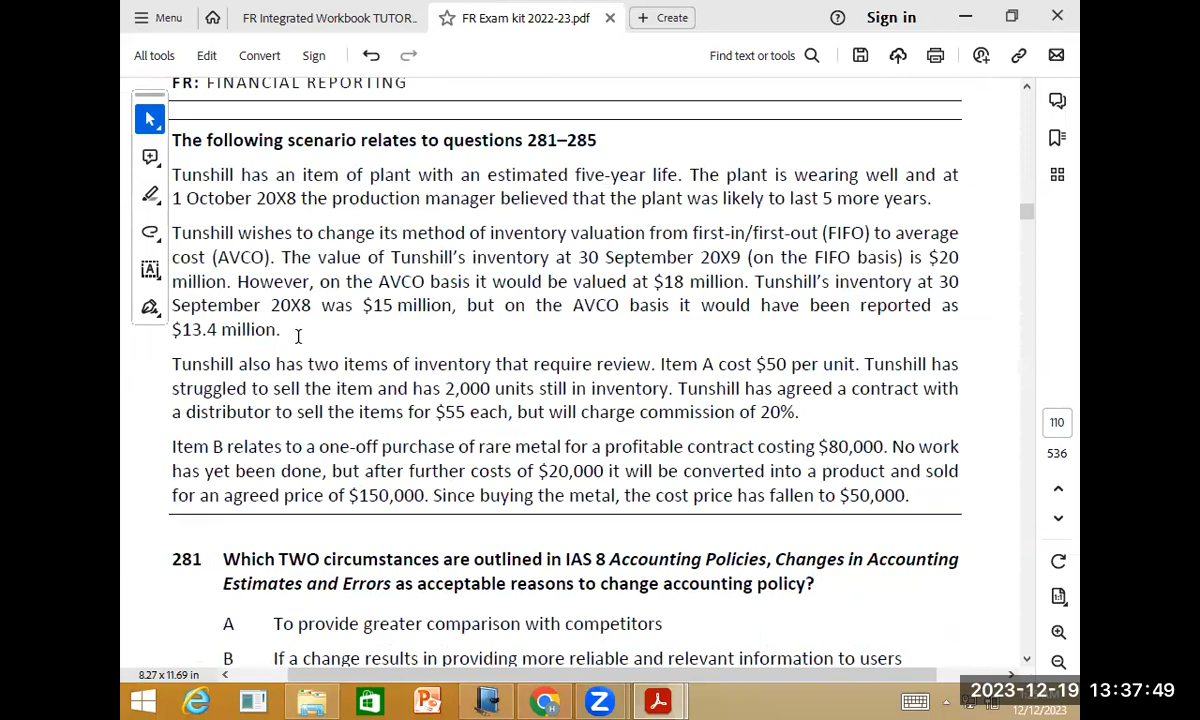 Menu
FR Integrated Workbook TUTOR...
FR Exam kit 2022-23.pdf
Create
Sign in
All tools
Edit
Convert
Sign
Find text or tools
FR: FINANCIAL REPORTING
The following scenario relates to questions 281–285
Tunshill has an item of plant with an estimated five-year life. The plant is wearing well and at
1 October 20X8 the production manager believed that the plant was likely to last 5 more years.
Tunshill wishes to change its method of inventory valuation from first-in/first-out (FIFO) to average
cost (AVCO). The value of Tunshill's inventory at 30 September 20X9 (on the FIFO basis) is $20
million. However, on the AVCO basis it would be valued at $18 million. Tunshill's inventory at 30
September 20X8 was $15 million, but on the AVCO basis it would have been reported as
$13.4 million.
Tunshill also has two items of inventory that require review. Item A cost $50 per unit. Tunshill has
struggled to sell the item and has 2,000 units still in inventory. Tunshill has agreed a contract with
a distributor to sell the items for $55 each, but will charge commission of 20%.
Item B relates to a one-off purchase of rare metal for a profitable contract costing $80,000. No work
has yet been done, but after further costs of $20,000 it will be converted into a product and sold
for an agreed price of $150,000. Since buying the metal, the cost price has fallen to $50,000.
281 Which TWO circumstances are outlined in IAS 8 Accounting Policies, Changes in Accounting
Estimates and Errors as acceptable reasons to change accounting policy?
A To provide greater comparison with competitors
B If a change results in providing more reliable and relevant information to users
110
536
8.27 x 11.69 in
2023-12-19 13:37:49
12/12/2023